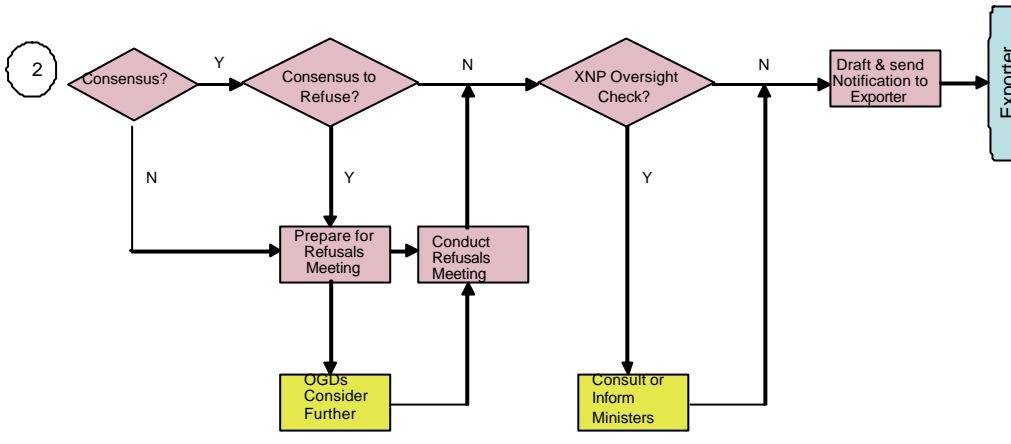 2
Consensus?
Y
Consensus to
Refuse?
N
XNP Oversight
Check?
N
Draft & send
Notification to
Exporter
Exporter
N
Y
Y
Prepare for
Refusals
Meeting
Conduct
Refusals
Meeting
OGDs
Consider
Further
Consult or
Inform
Ministers